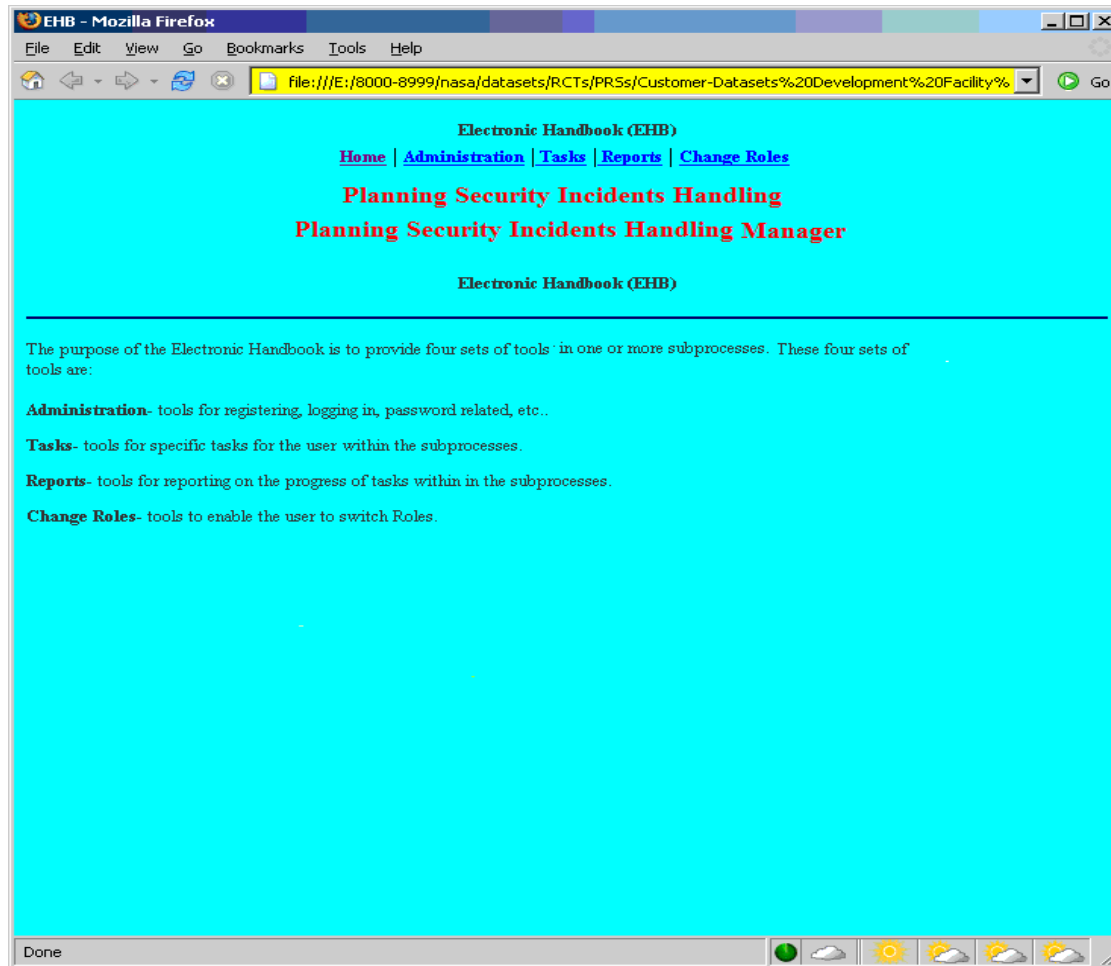 EHB - Mozilla Firefox
File Edit View Go Bookmarks Tools Help
file:///E:/8000-8999/nasa/datasets/RCTs/PRSs/Customer-Datasets%20Development%20Facility% Go
Electronic Handbook (EHB)
Home | Administration | Tasks | Reports | Change Roles
Planning Security Incidents Handling
Planning Security Incidents Handling Manager
Electronic Handbook (EHB)
The purpose of the Electronic Handbook is to provide four sets of tools in one or more subprocesses. These four sets of
tools are:
Administration- tools for registering, logging in, password related, etc..
Tasks- tools for specific tasks for the user within the subprocesses.
Reports- tools for reporting on the progress of tasks within in the subprocesses.
Change Roles- tools to enable the user to switch Roles.
Done